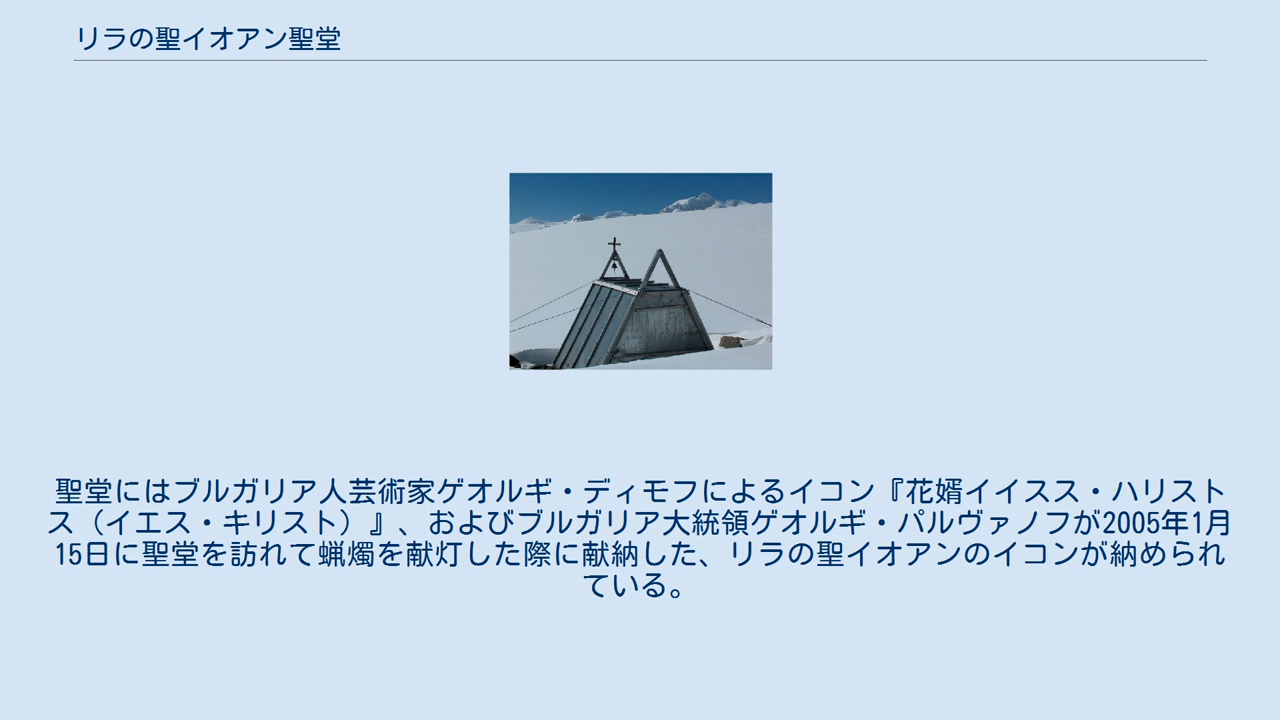 リラの聖イオアン聖堂
聖堂にはブルガリア人芸術家ゲオルギ・ディモフによるイコン『花婿イイスス・ハリスト
ス（イエス・キリスト）』、およびブルガリア大統領ゲオルギ・パルヴァノフが2005年1月
15日に聖堂を訪れて蝋燭を献灯した際に献納した、リラの聖イオアンのイコンが納められ
ている。